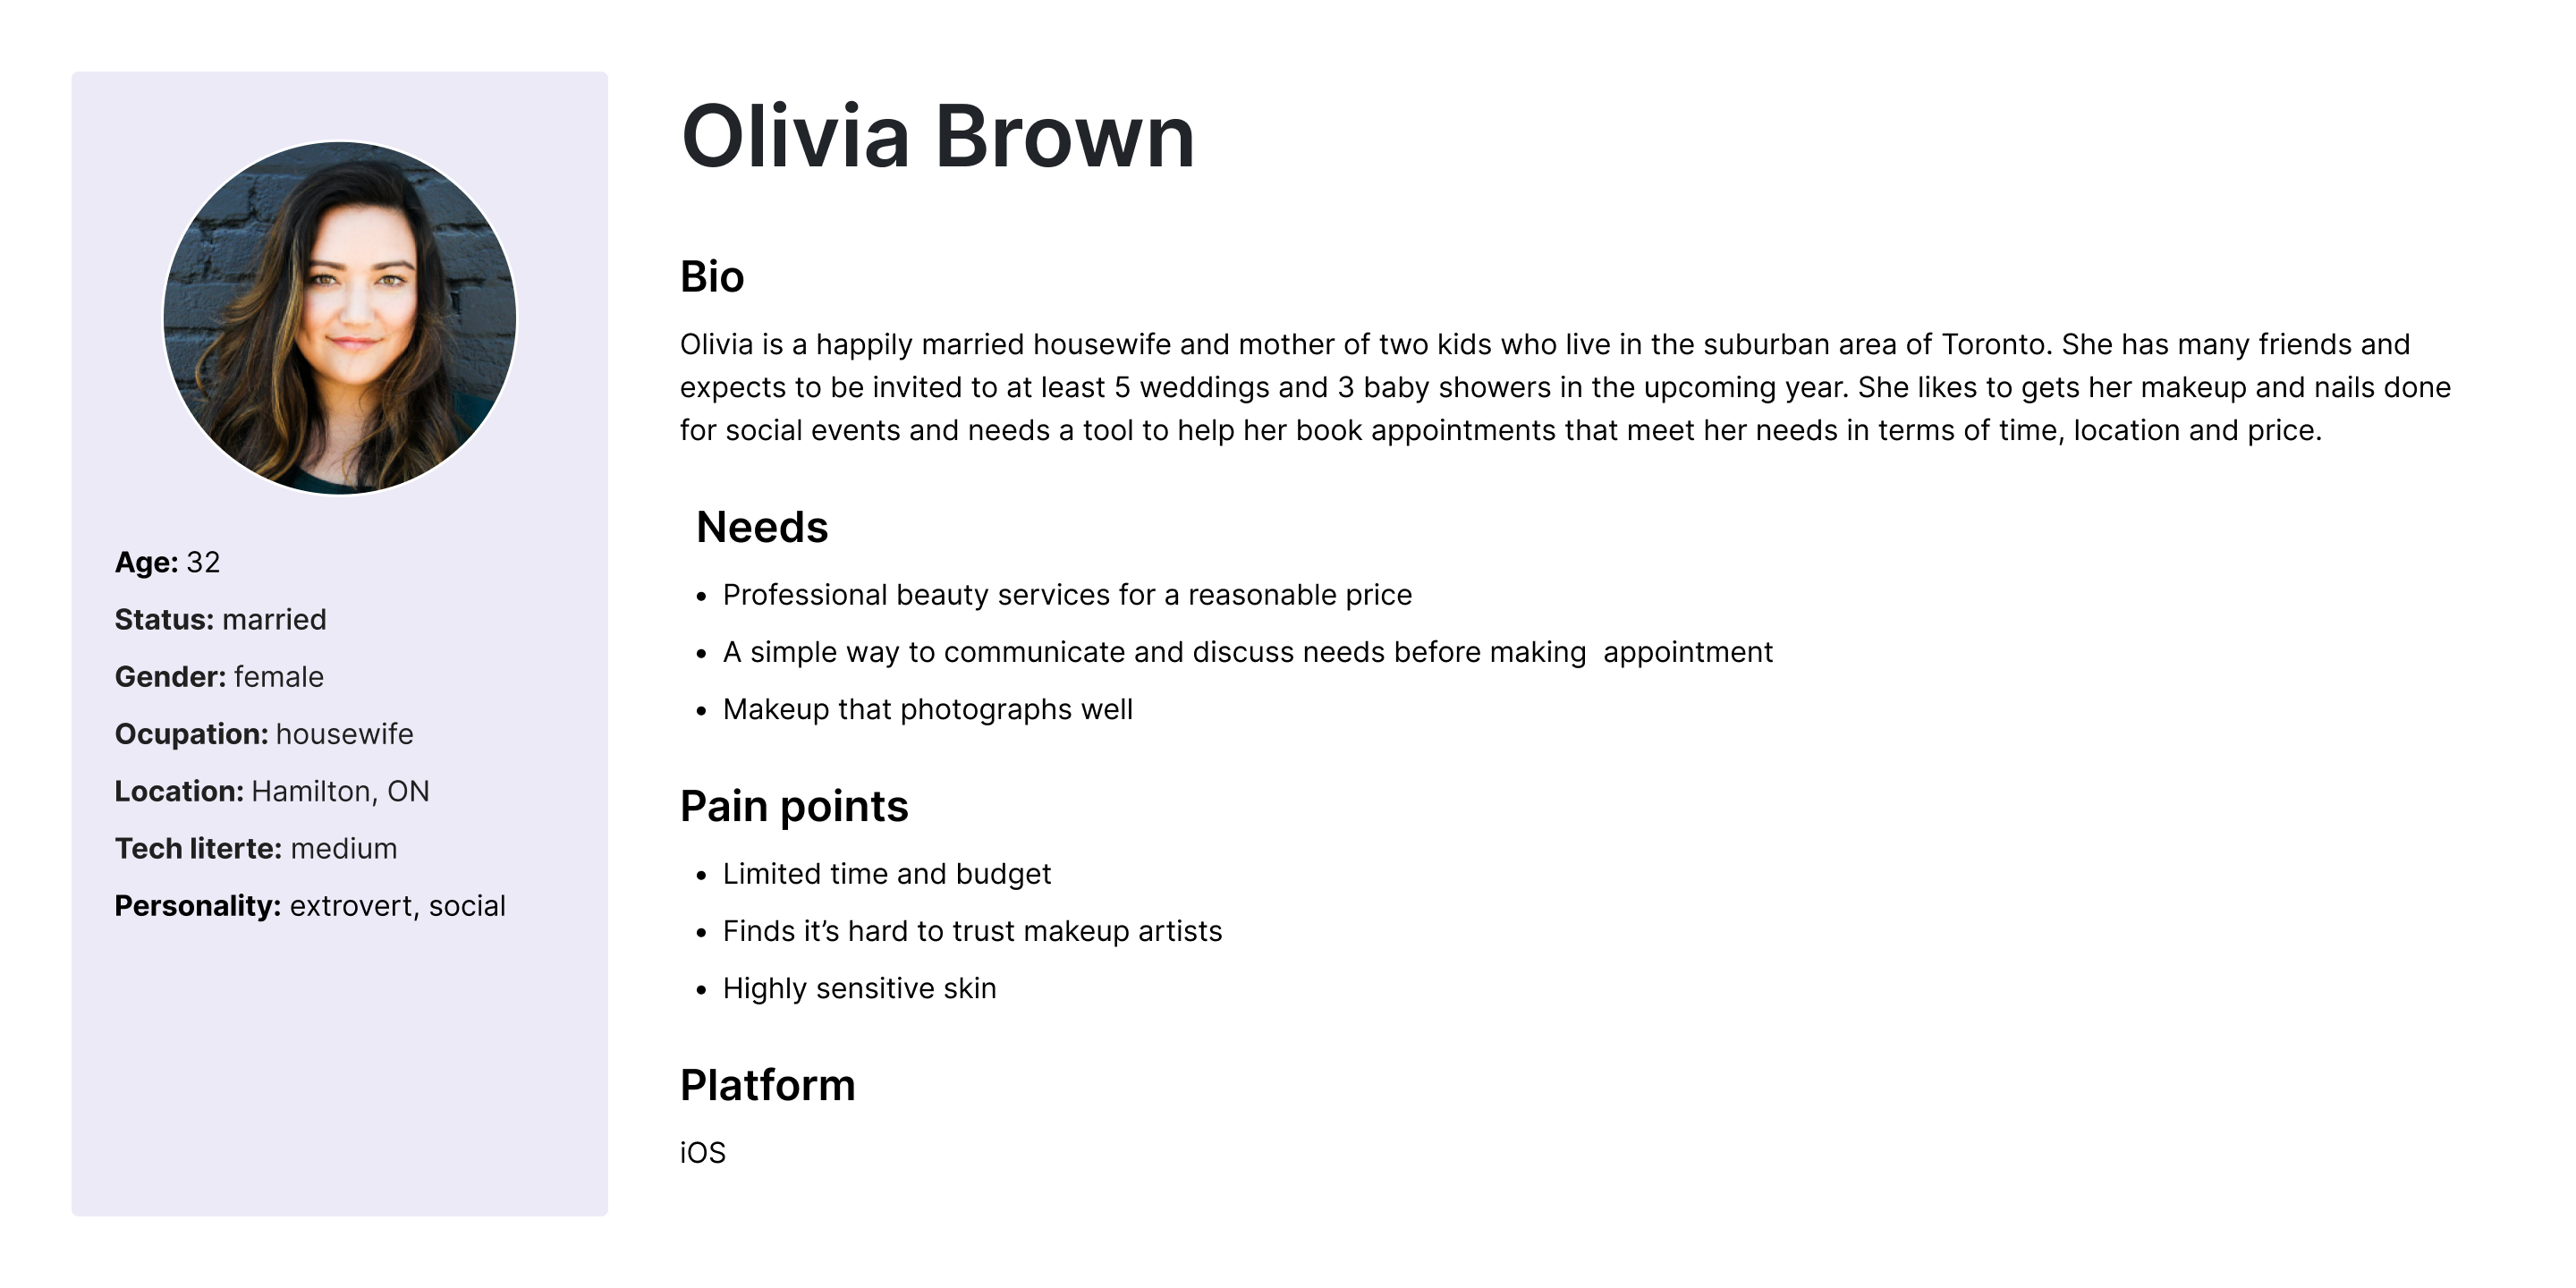 Olivia Brown
Bio
Olivia is a happily married housewife and mother of two kids who live in the suburban area of Toronto. She has many friends and
expects to be invited to at least 5 weddings and 3 baby showers in the upcoming year. She likes to gets her makeup and nails done
for social events and needs a tool to help her book appointments that meet her needs in terms of time, location and price.
Needs
• Professional beauty services for a reasonable price
• A simple way to communicate and discuss needs before making  appointment
• Makeup that photographs well
Pain points
• Limited time and budget
• Finds it’s hard to trust makeup artists
• Highly sensitive skin
Platform
iOS
Age: 32
Status: married
Gender: female
Ocupation: housewife
Location: Hamilton, ON
Tech literte: medium
Personality: extrovert, social